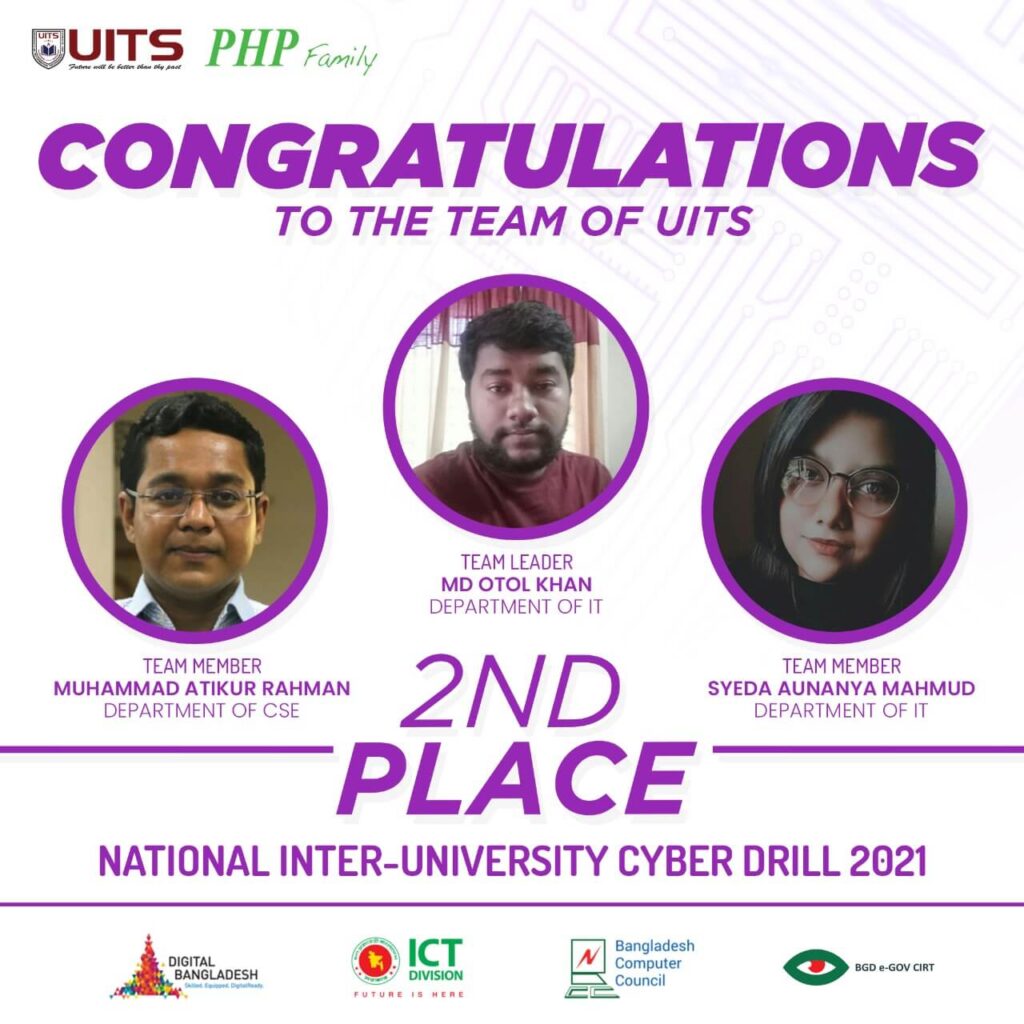 UITS
UITS
Future will be better than thy past
PHP Family
CONGRATULATIONS
TO THE TEAM OF UITS
TEAM LEADER
MD OTOL KHAN
DEPARTMENT OF IT
TEAM MEMBER
MUHAMMAD ATIKUR RAHMAN
DEPARTMENT OF CSE
TEAM MEMBER
SYEDA AUNANYA MAHMUD
DEPARTMENT OF IT
2ND
PLACE
NATIONAL INTER-UNIVERSITY CYBER DRILL 2021
DIGITAL
BANGLADESH
Skilled. Equipped. DigitalReady.
ICT
DIVISION
FUTURE IS HERE
Bangladesh
Computer
Council
BGD e-GOV CIRT